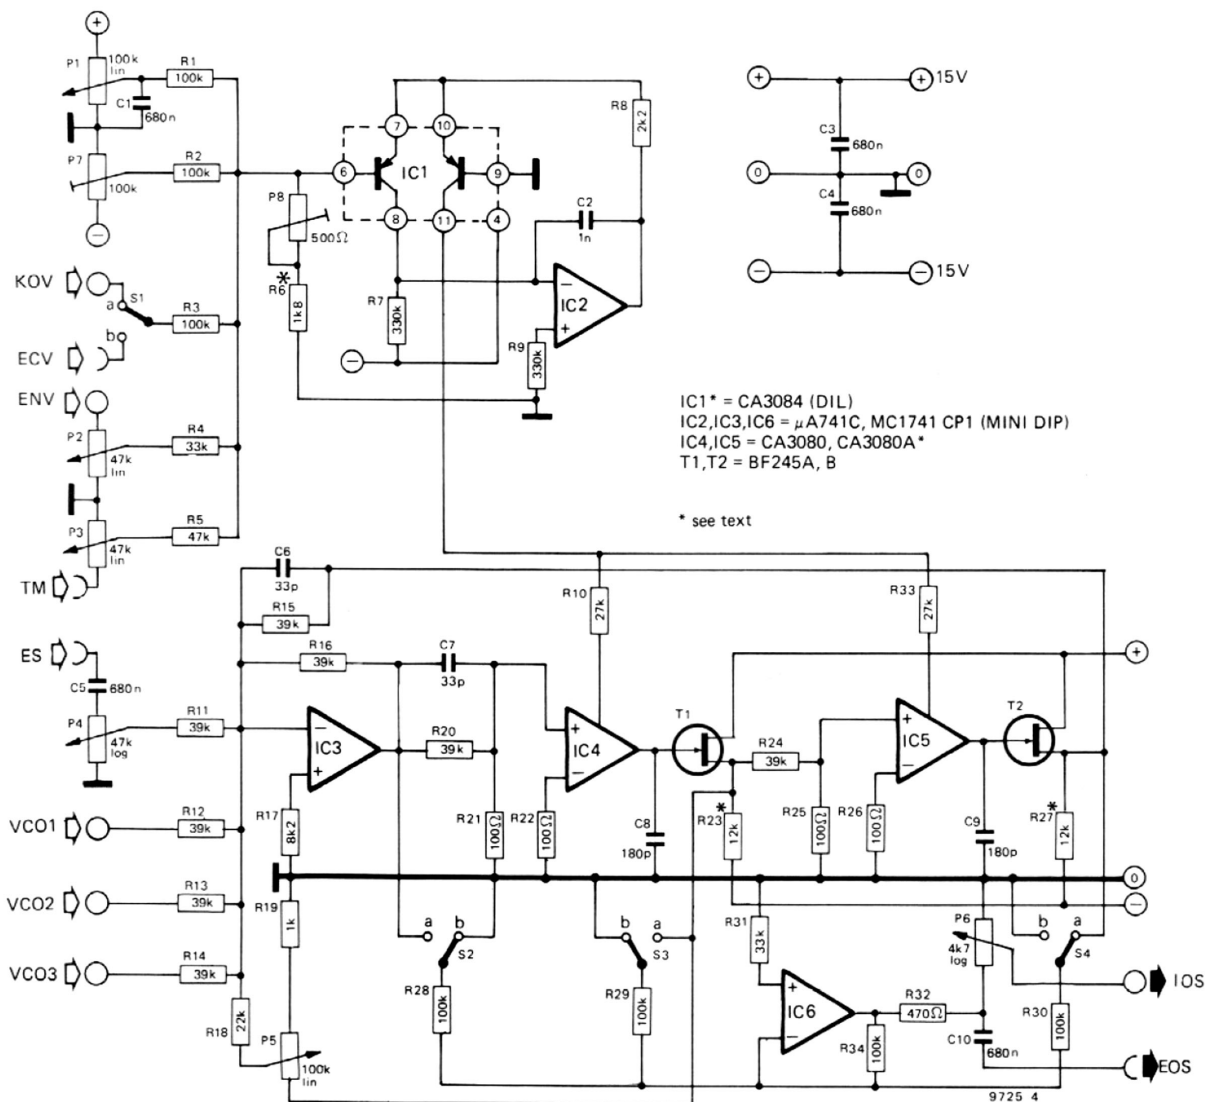 +
P1
100k
lin
R1
100k
C1
680n
P7
100k
R2
100k
−
KOV
a
S1
b
R3
100k
ECV
ENV
P2
47k
lin
R4
33k
P3
47k
lin
R5
47k
TM
P8
500Ω
*
R6
1k8
6
7
10
IC1
9
8
11
4
R7
330k
−
C2
1n
R8
2k2
−
IC2
+
R9
330k
+
+
15V
C3
680n
0
0
C4
680n
−
−
15V
IC1* = CA3084 (DIL)
IC2,IC3,IC6 = μA741C, MC1741 CP1 (MINI DIP)
IC4,IC5 = CA3080, CA3080A*
T1,T2 = BF245A, B
* see text
C6
33p
R15
39k
R16
39k
C7
33p
R10
27k
R33
27k
ES
C5
680n
P4
47k
log
R11
39k
−
IC3
+
R20
39k
+
IC4
−
T1
R24
39k
+
IC5
−
T2
+
VCO1
R12
39k
R17
8k2
R21
100Ω
R22
100Ω
C8
180p
*
R23
12k
R25
100Ω
R26
100Ω
C9
180p
*
R27
12k
0
−
VCO2
R13
39k
R19
1k
VCO3
R14
39k
R18
22k
P5
100k
lin
a
b
S2
R28
100k
b
a
S3
R29
100k
R31
33k
+
IC6
−
R34
100k
R32
470Ω
P6
4k7
log
C10
680n
b
a
S4
R30
100k
IOS
EOS
9725 4